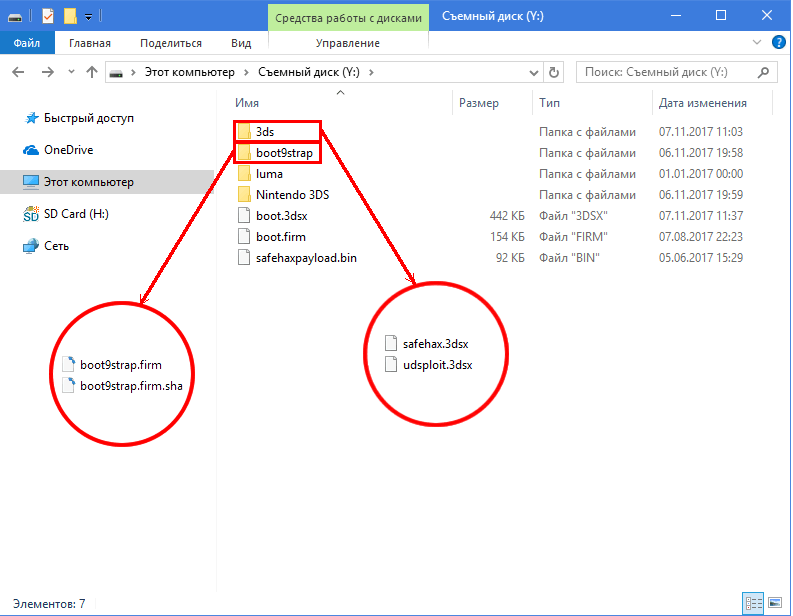 Средства работы с дисками
Съемный диск (Y:)
Файл
Главная
Поделиться
Вид
Управление
Этот компьютер
Съемный диск (Y:)
Поиск: Съемный диск (Y:)
Имя
Размер
Тип
Дата изменения
Быстрый доступ
OneDrive
Этот компьютер
SD Card (H:)
Сеть
3ds Папка с файлами 07.11.2017 11:03
boot9strap Папка с файлами 06.11.2017 19:58
luma Папка с файлами 01.01.2017 00:00
Nintendo 3DS Папка с файлами 06.11.2017 19:59
boot.3dsx 442 КБ Файл "3DSX" 07.11.2017 11:37
boot.firm 154 КБ Файл "FIRM" 07.08.2017 22:23
safehaxpayload.bin 92 КБ Файл "BIN" 05.06.2017 15:29
boot9strap.firm
boot9strap.firm.sha
safehax.3dsx
udsploit.3dsx
Элементов: 7